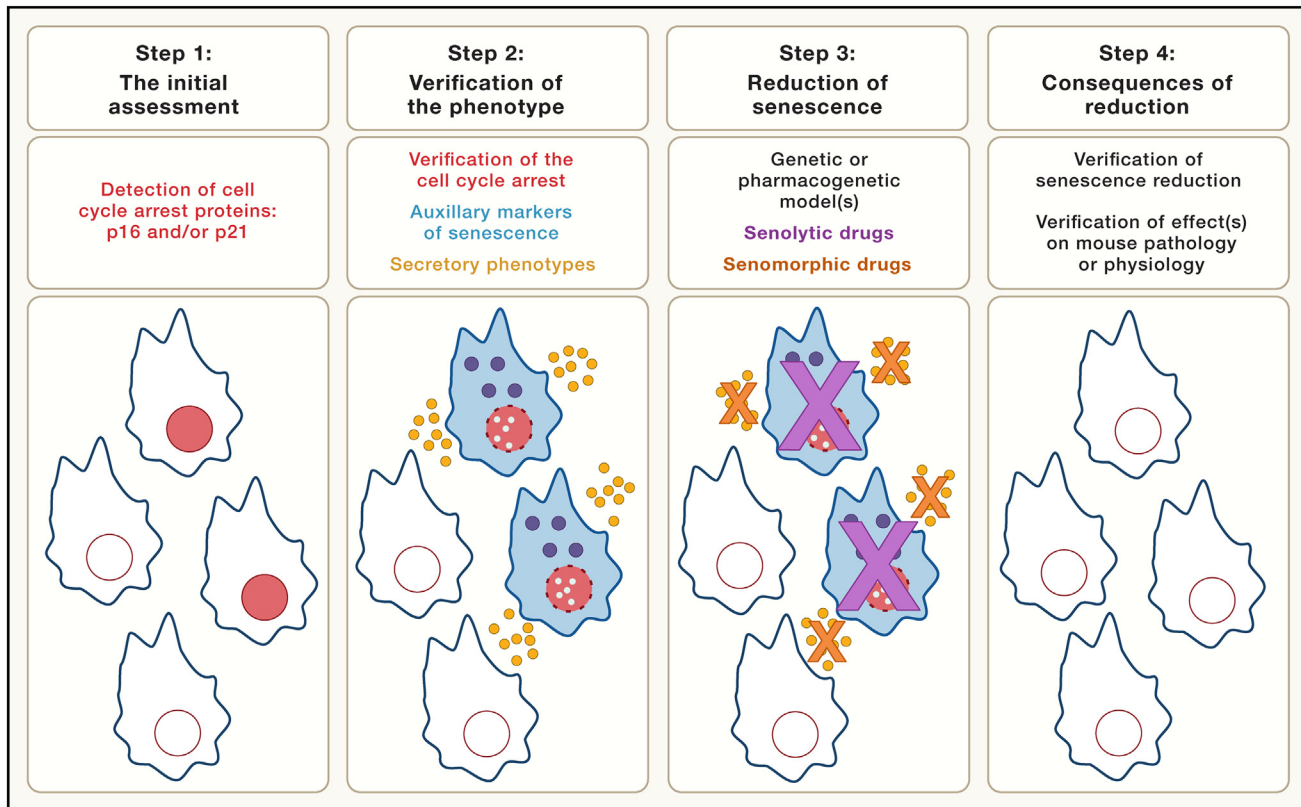 Step 1:
The initial
assessment
Detection of cell
cycle arrest proteins:
p16 and/or p21
Step 2:
Verification of
the phenotype
Verification of the
cell cycle arrest
Auxillary markers
of senescence
Secretory phenotypes
Step 3:
Reduction of
senescence
Genetic or
pharmacogenetic
model(s)
Senolytic drugs
Senomorphic drugs
Step 4:
Consequences of
reduction
Verification of
senescence reduction
Verification of effect(s)
on mouse pathology
or physiology